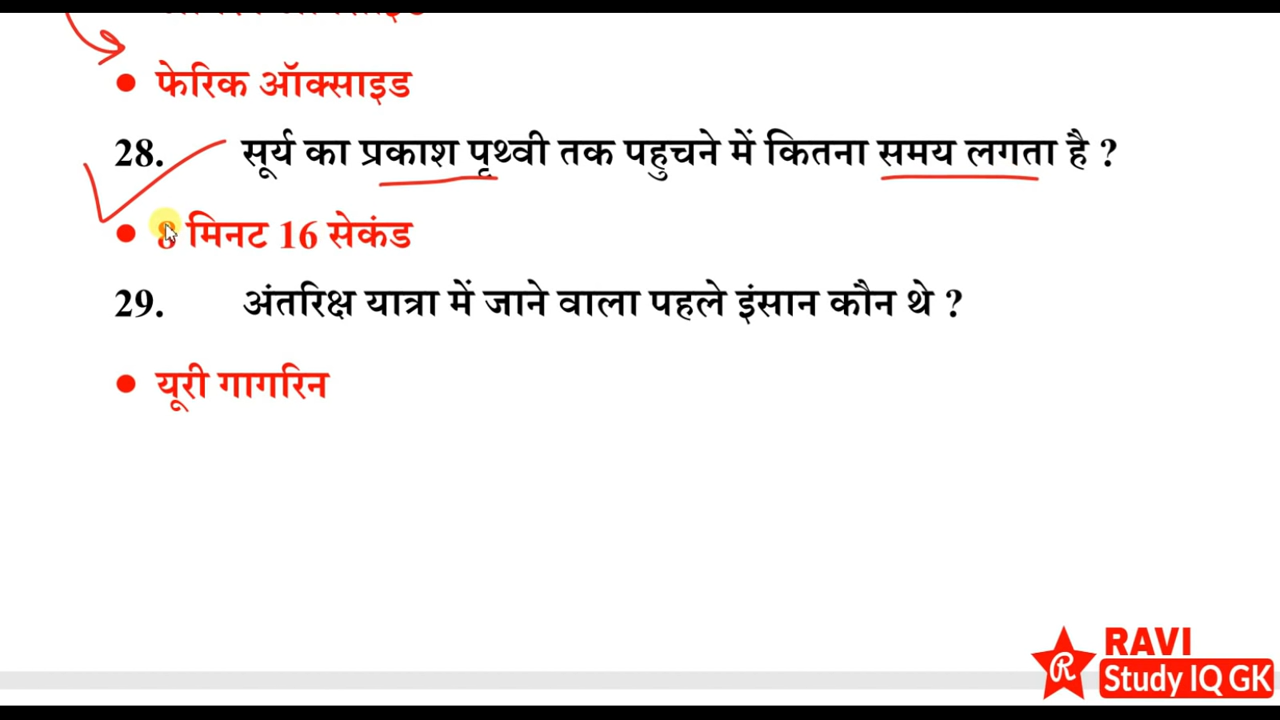 ● फेरिक ऑक्साइड
28. सूर्य का प्रकाश पृथ्वी तक पहुचने में कितना समय लगता है ?
● 8 मिनट 16 सेकंड
29. अंतरिक्ष यात्रा में जाने वाला पहले इंसान कौन थे ?
● यूरी गागरिन
R RAVI
Study IQ GK